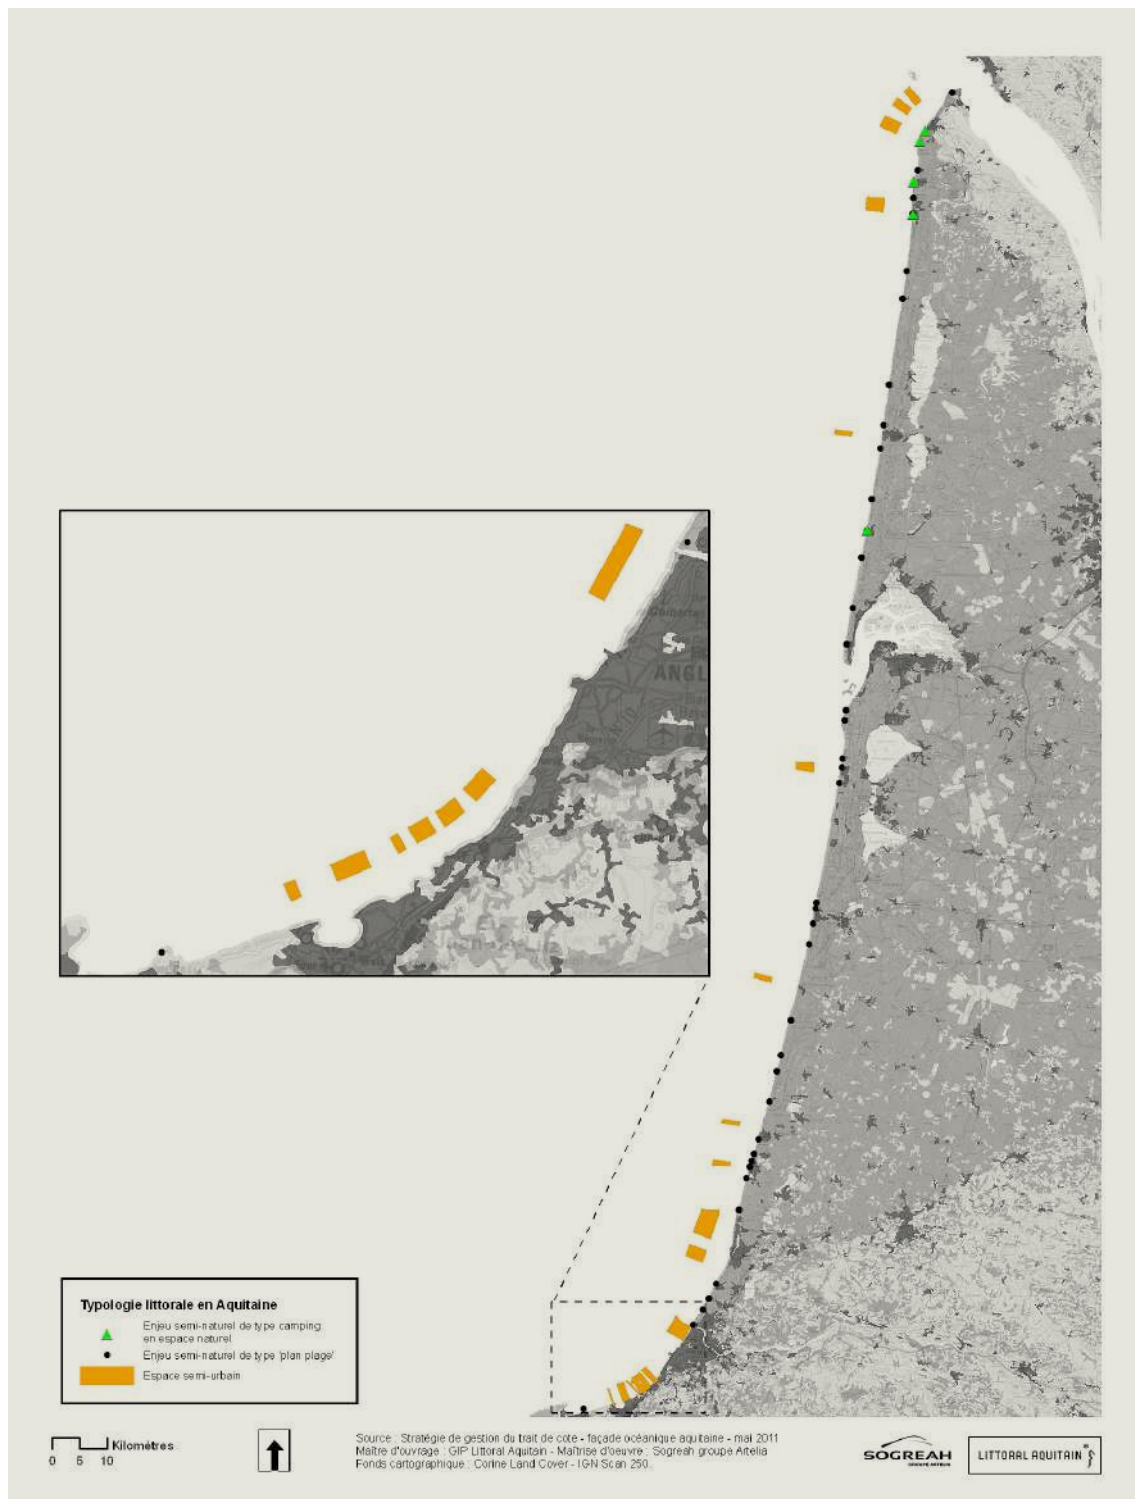 ANGL
Typologie littorale en Aquitaine
Enjeu semi-naturel de type camping
en espace naturel
Enjeu semi-naturel de type 'plan plage'
Espace semi-urbain
Kilomètres
0 5 10
Source : Stratégie de gestion du trait de cote - façade océanique aquitaine - mai 2011
Maître d'ouvrage : GIP Littoral Aquitain - Maîtrise d'oeuvre : Sogreah groupe Artelia
Fonds cartographique : Corine Land Cover - IGN Scan 250.
SOGREAH
GROUPE ARTELIA
LITTORAL AQUITAIN